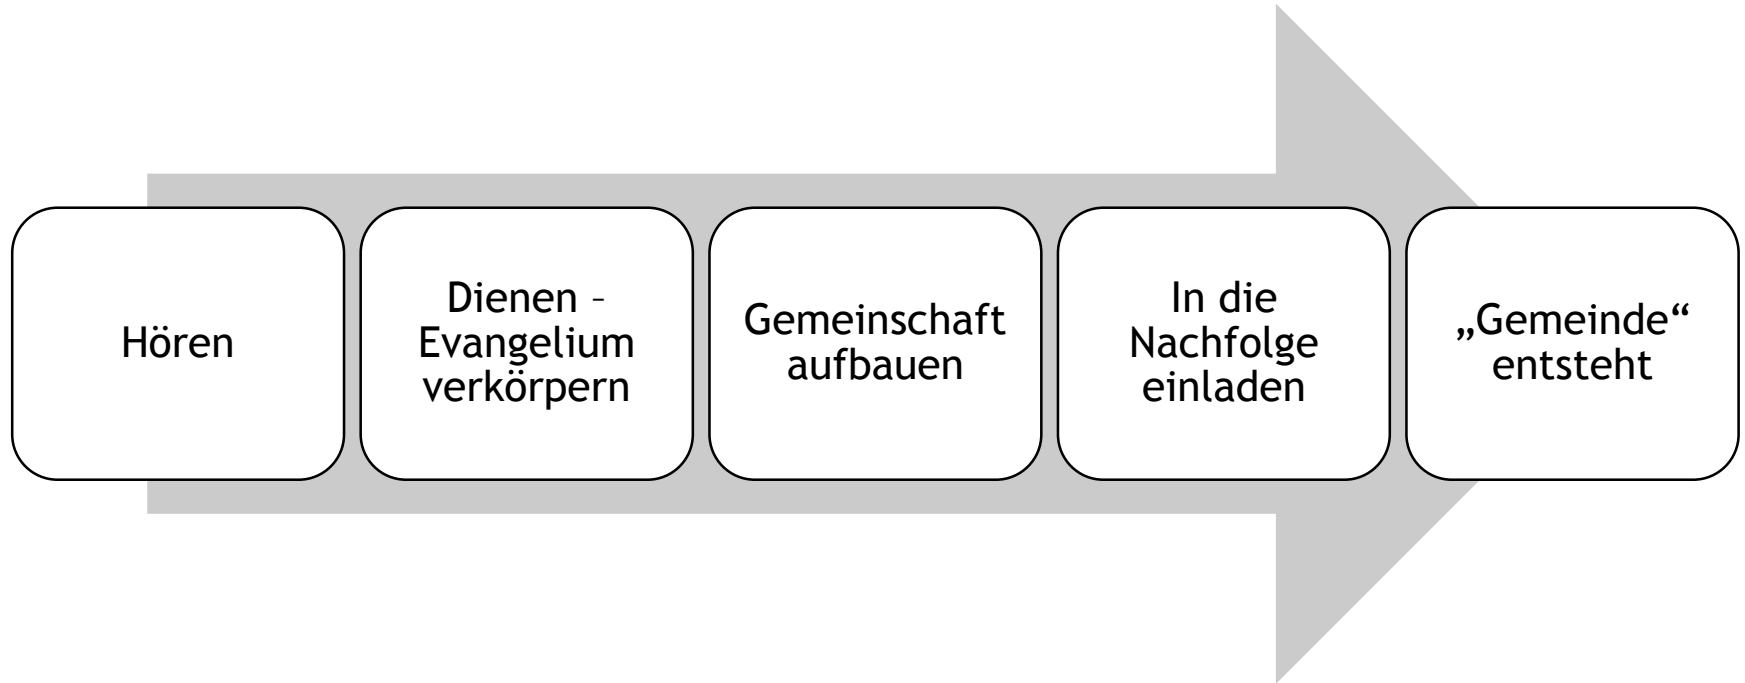 Hören
Dienen –
Evangelium
verkörpern
Gemeinschaft
aufbauen
In die
Nachfolge
einladen
„Gemeinde“
entsteht